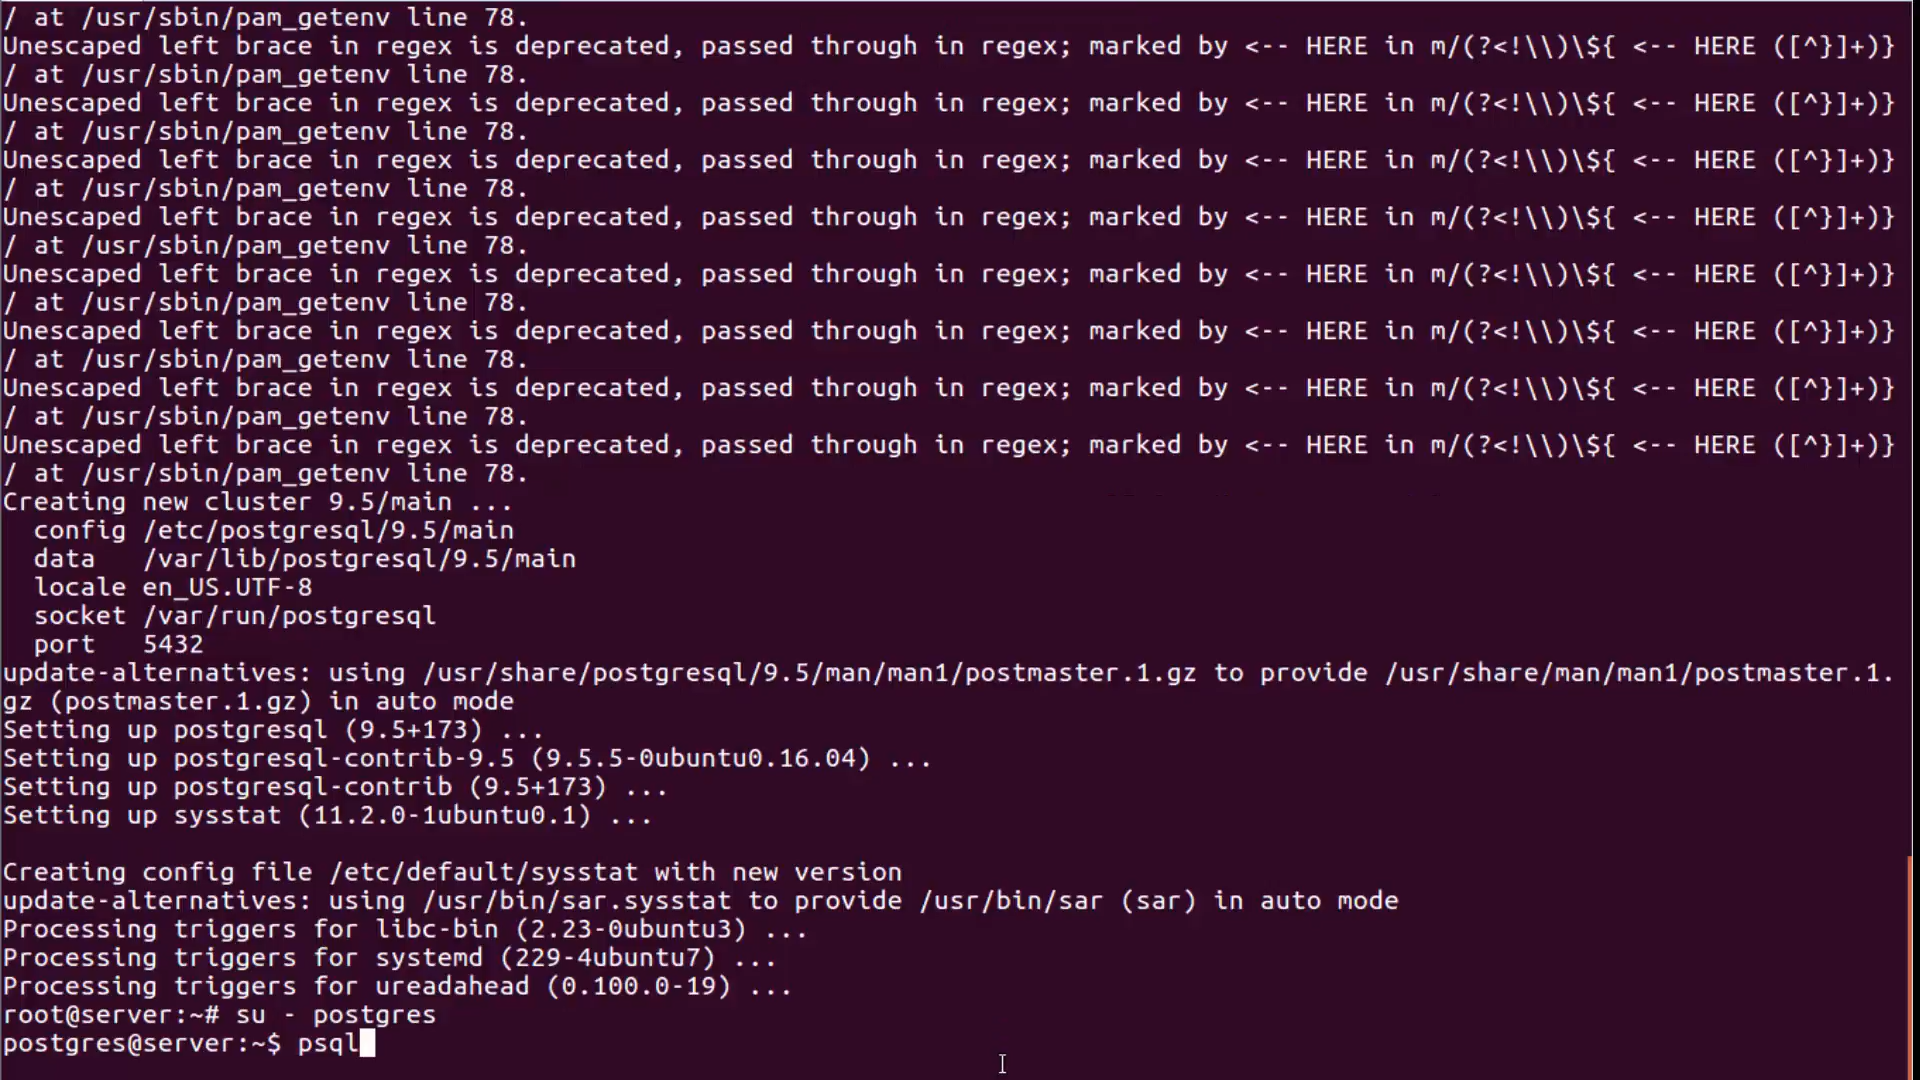 / at /usr/sbin/pam_getenv line 78.
Unescaped left brace in regex is deprecated, passed through in regex; marked by <-- HERE in m/(?<!\\)\${ <-- HERE ([^}]+)}
/ at /usr/sbin/pam_getenv line 78.
Unescaped left brace in regex is deprecated, passed through in regex; marked by <-- HERE in m/(?<!\\)\${ <-- HERE ([^}]+)}
/ at /usr/sbin/pam_getenv line 78.
Unescaped left brace in regex is deprecated, passed through in regex; marked by <-- HERE in m/(?<!\\)\${ <-- HERE ([^}]+)}
/ at /usr/sbin/pam_getenv line 78.
Unescaped left brace in regex is deprecated, passed through in regex; marked by <-- HERE in m/(?<!\\)\${ <-- HERE ([^}]+)}
/ at /usr/sbin/pam_getenv line 78.
Unescaped left brace in regex is deprecated, passed through in regex; marked by <-- HERE in m/(?<!\\)\${ <-- HERE ([^}]+)}
/ at /usr/sbin/pam_getenv line 78.
Unescaped left brace in regex is deprecated, passed through in regex; marked by <-- HERE in m/(?<!\\)\${ <-- HERE ([^}]+)}
/ at /usr/sbin/pam_getenv line 78.
Unescaped left brace in regex is deprecated, passed through in regex; marked by <-- HERE in m/(?<!\\)\${ <-- HERE ([^}]+)}
/ at /usr/sbin/pam_getenv line 78.
Unescaped left brace in regex is deprecated, passed through in regex; marked by <-- HERE in m/(?<!\\)\${ <-- HERE ([^}]+)}
/ at /usr/sbin/pam_getenv line 78.
Creating new cluster 9.5/main ...
  config /etc/postgresql/9.5/main
  data   /var/lib/postgresql/9.5/main
  locale en_US.UTF-8
  socket /var/run/postgresql
  port   5432
update-alternatives: using /usr/share/postgresql/9.5/man/man1/postmaster.1.gz to provide /usr/share/man/man1/postmaster.1.
gz (postmaster.1.gz) in auto mode
Setting up postgresql (9.5+173) ...
Setting up postgresql-contrib-9.5 (9.5.5-0ubuntu0.16.04) ...
Setting up postgresql-contrib (9.5+173) ...
Setting up sysstat (11.2.0-1ubuntu0.1) ...

Creating config file /etc/default/sysstat with new version
update-alternatives: using /usr/bin/sar.sysstat to provide /usr/bin/sar (sar) in auto mode
Processing triggers for libc-bin (2.23-0ubuntu3) ...
Processing triggers for systemd (229-4ubuntu7) ...
Processing triggers for ureadahead (0.100.0-19) ...
root@server:~# su - postgres
postgres@server:~$ psql